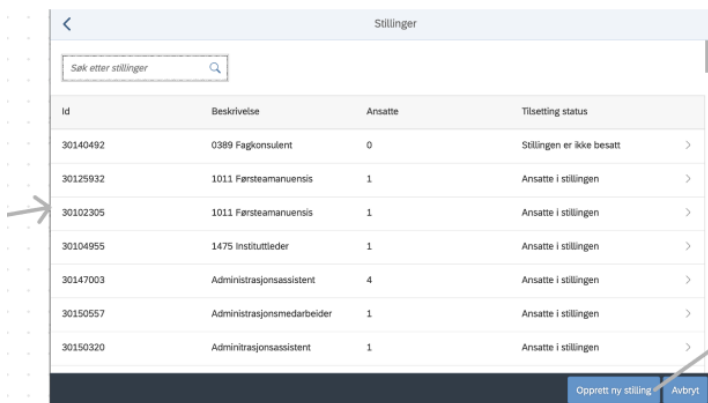 Stillinger
Søk etter stillinger
Id Beskrivelse Ansatte Tilsetting status
30140492 0389 Fagkonsulent 0 Stillingen er ikke besatt
30125932 1011 Førsteamanuensis 1 Ansatte i stillingen
30102305 1011 Førsteamanuensis 1 Ansatte i stillingen
30104955 1475 Instituttleder 1 Ansatte i stillingen
30147003 Administrasjonsassistent 4 Ansatte i stillingen
30150557 Administrasjonsmedarbeider 1 Ansatte i stillingen
30150320 Adminitrasjonsassistent 1 Ansatte i stillingen
Opprett ny stilling Avbryt